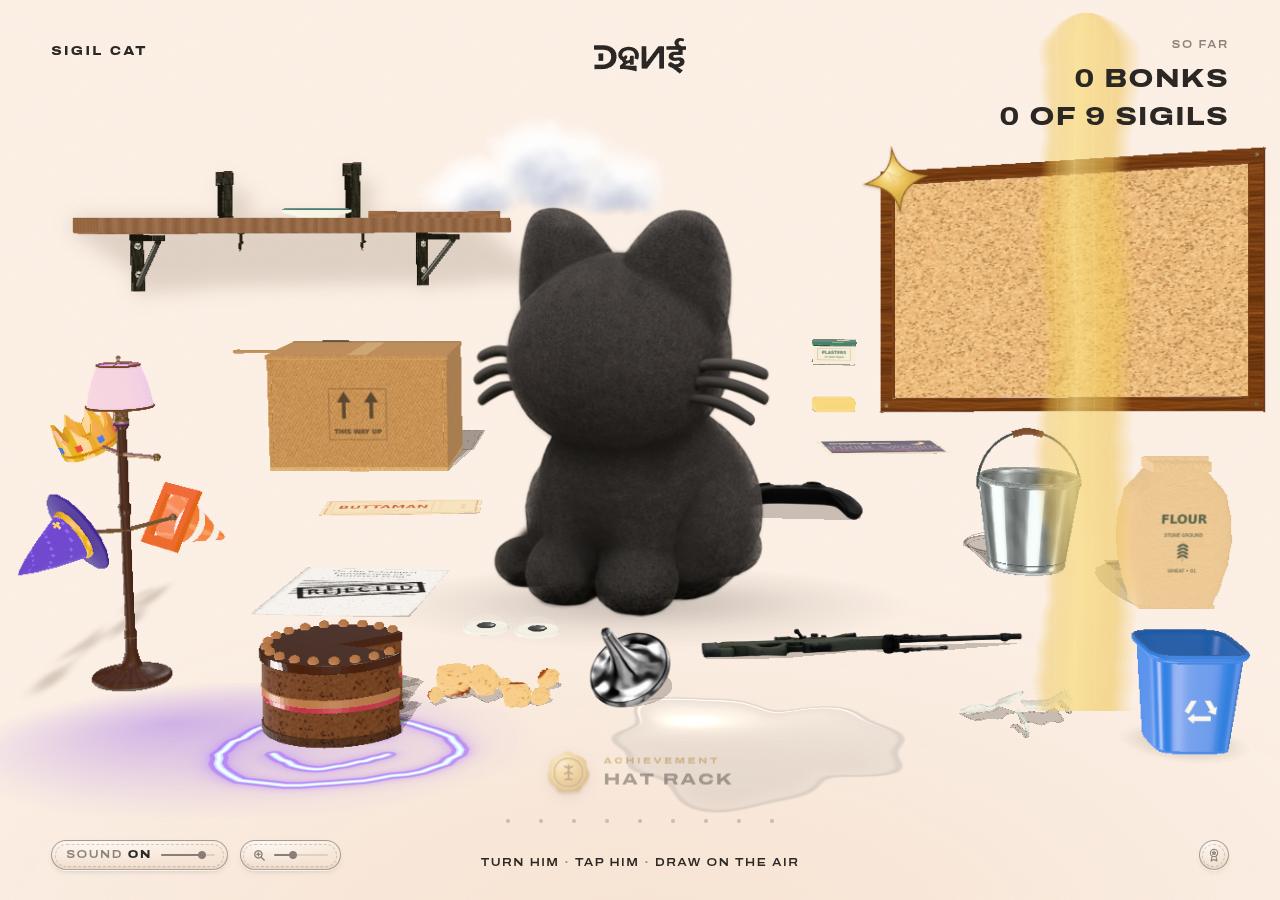 SIGIL CAT
SO FAR
0 BONKS
0 OF 9 SIGILS
PLASTERS
THIS WAY UP
BUTTAMAN
FLOUR
STONE GROUND
WHEAT • 01
REJECTED
ACHIEVEMENT
HAT RACK
SOUND ON
TURN HIM · TAP HIM · DRAW ON THE AIR